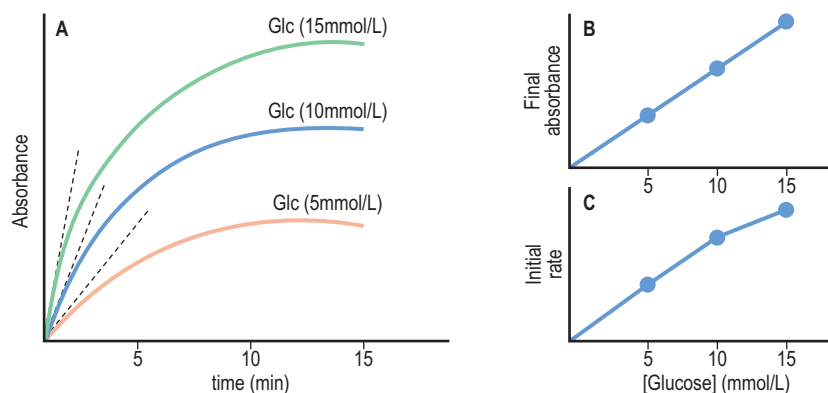 A
Glc (15mmol/L)
Glc (10mmol/L)
Glc (5mmol/L)
Absorbance
5
10
15
time (min)
B
Final
absorbance
5
10
15
C
Initial
rate
5
10
15
[Glucose] (mmol/L)